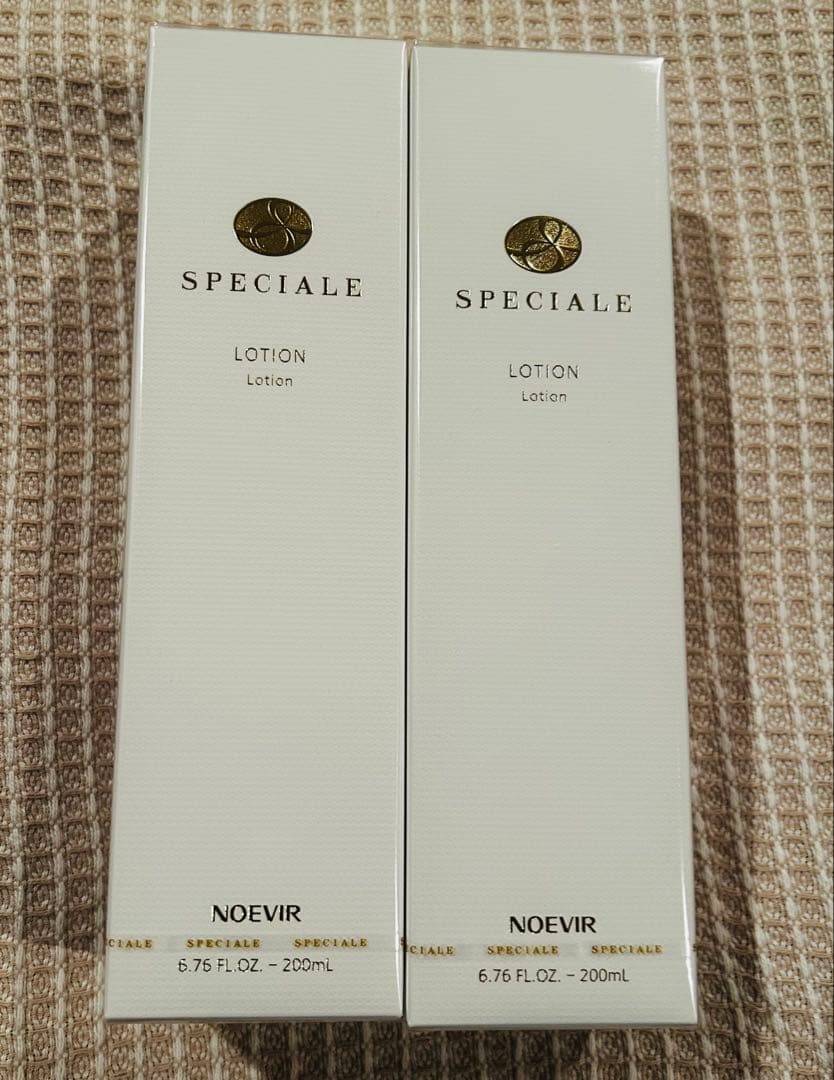 SPECIALE
LOTION
Lotion
NOEVIR
CIALE SPECIALE SPECIALE
6.76 FL.OZ. – 200mL
SPECIALE
LOTION
Lotion
NOEVIR
CIALE SPECIALE SPECIALE
6.76 FL.OZ. – 200mL